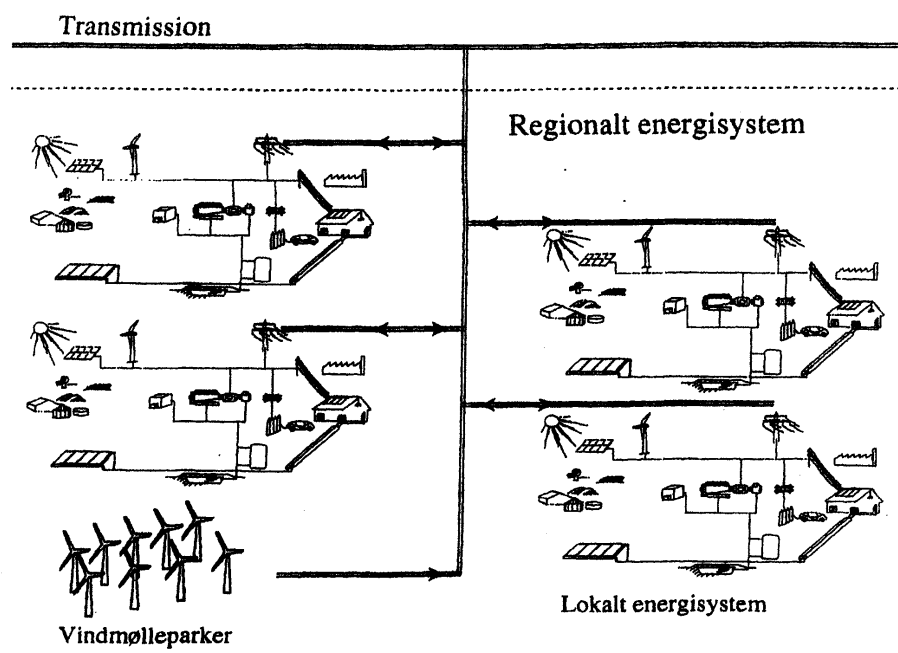 Transmission
Regionalt energisystem
Lokalt energisystem
Vindmølleparker